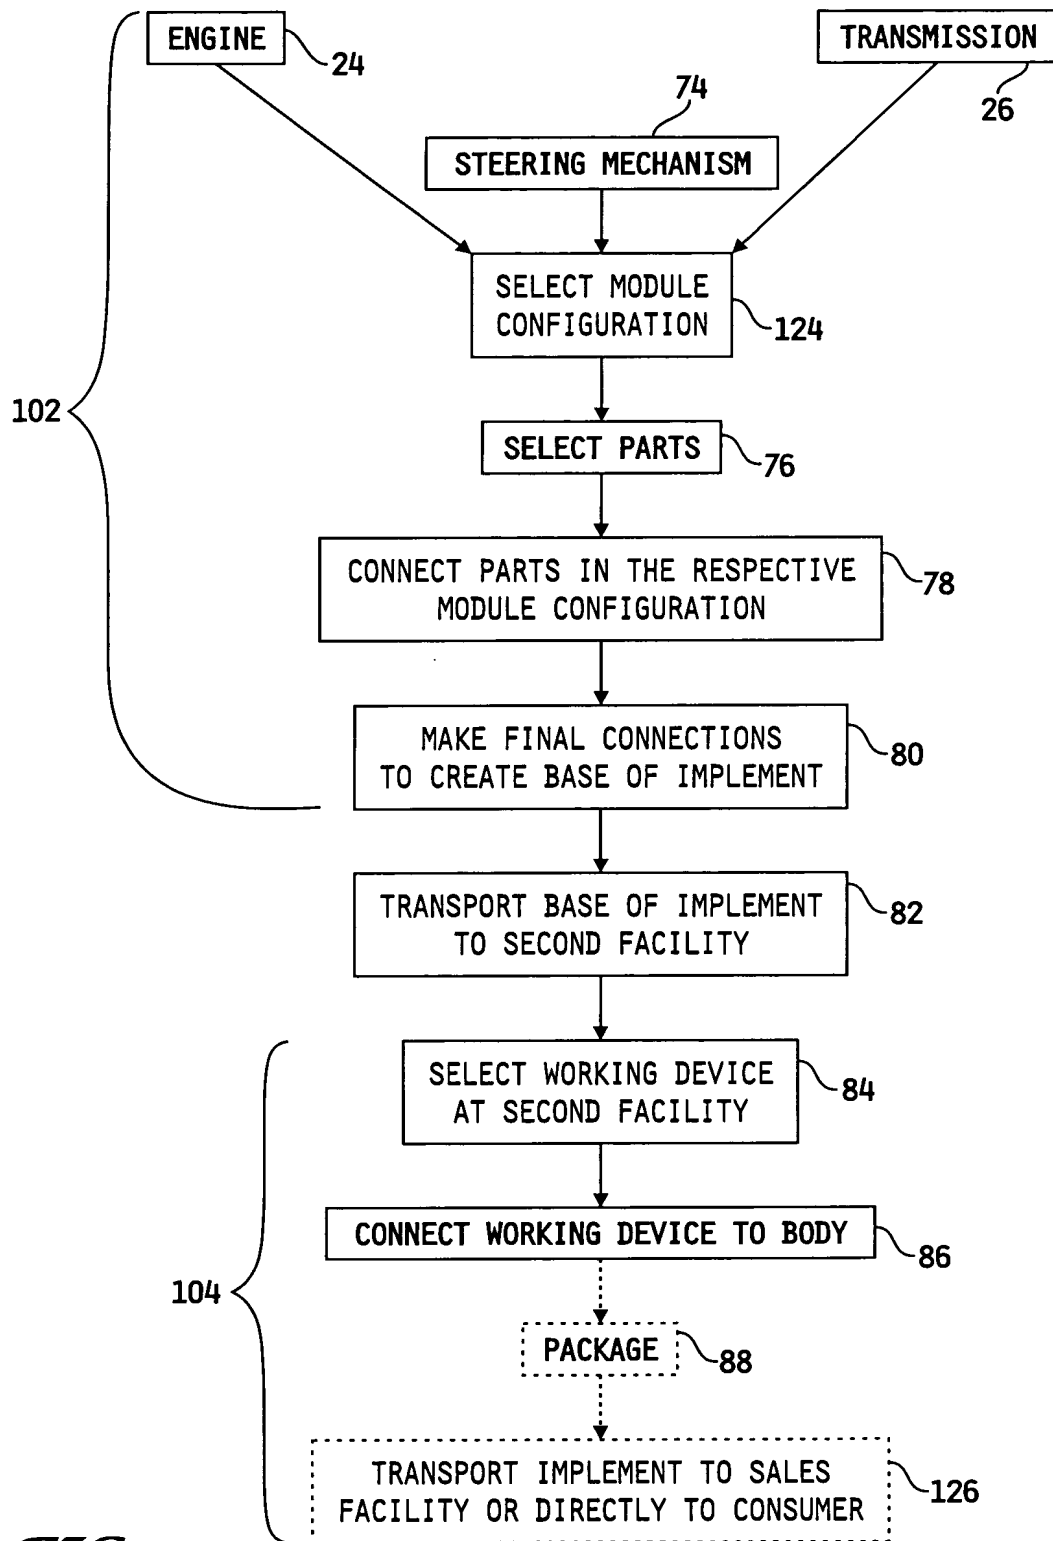 ENGINE
24
TRANSMISSION
26
74
STEERING MECHANISM
SELECT MODULE
CONFIGURATION
124
102
SELECT PARTS
76
CONNECT PARTS IN THE RESPECTIVE
MODULE CONFIGURATION
78
MAKE FINAL CONNECTIONS
TO CREATE BASE OF IMPLEMENT
80
TRANSPORT BASE OF IMPLEMENT
TO SECOND FACILITY
82
SELECT WORKING DEVICE
AT SECOND FACILITY
84
CONNECT WORKING DEVICE TO BODY
86
104
PACKAGE
88
TRANSPORT IMPLEMENT TO SALES
FACILITY OR DIRECTLY TO CONSUMER
126